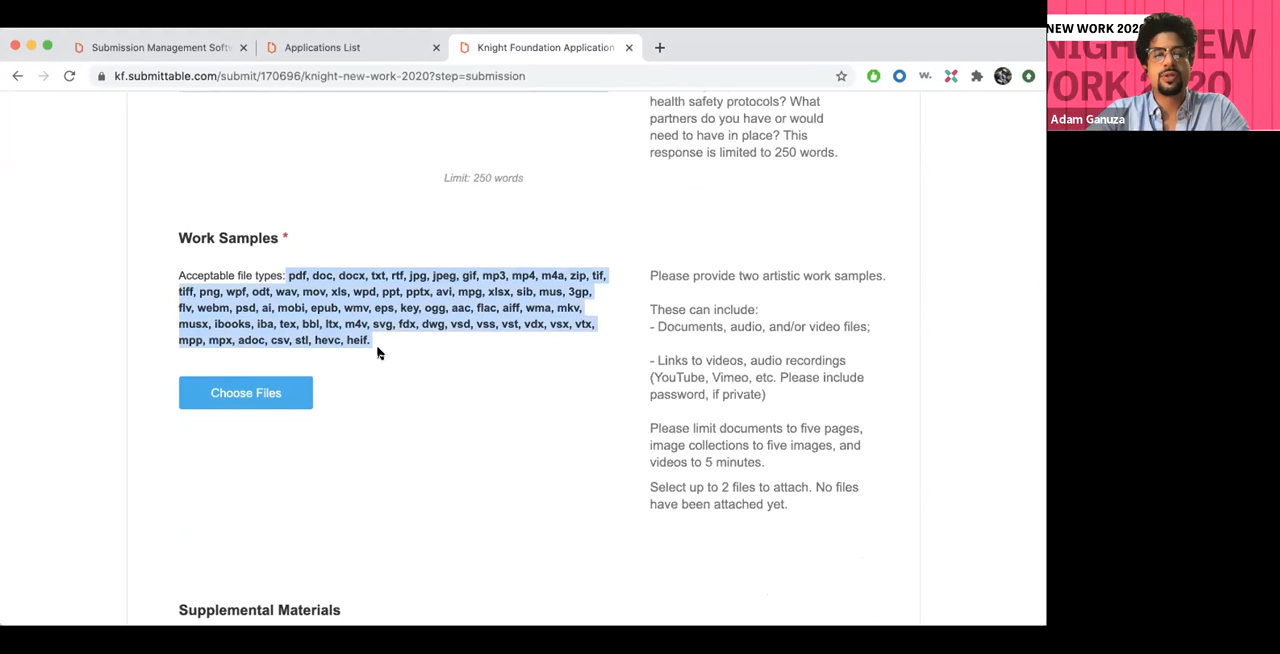 Submission Management Softw
Applications List
Knight Foundation Application
kf.submittable.com/submit/170696/knight-new-work-2020?step=submission
health safety protocols? What
partners do you have or would
need to have in place? This
response is limited to 250 words.
Limit: 250 words
Work Samples *
Acceptable file types: pdf, doc, docx, txt, rtf, jpg, jpeg, gif, mp3, mp4, m4a, zip, tif,
tiff, png, wpf, odt, wav, mov, xls, wpd, ppt, pptx, avi, mpg, xlsx, sib, mus, 3gp,
flv, webm, psd, ai, mobi, epub, wmv, eps, key, ogg, aac, flac, aiff, wma, mkv,
musx, ibooks, iba, tex, bbl, ltx, m4v, svg, fdx, dwg, vsd, vss, vst, vdx, vsx, vtx,
mpp, mpx, adoc, csv, stl, hevc, heif.
Choose Files
Please provide two artistic work samples.
These can include:
- Documents, audio, and/or video files;
- Links to videos, audio recordings
(YouTube, Vimeo, etc. Please include
password, if private)
Please limit documents to five pages,
image collections to five images, and
videos to 5 minutes.
Select up to 2 files to attach. No files
have been attached yet.
Supplemental Materials
NEW WORK 2020
Adam Ganuza